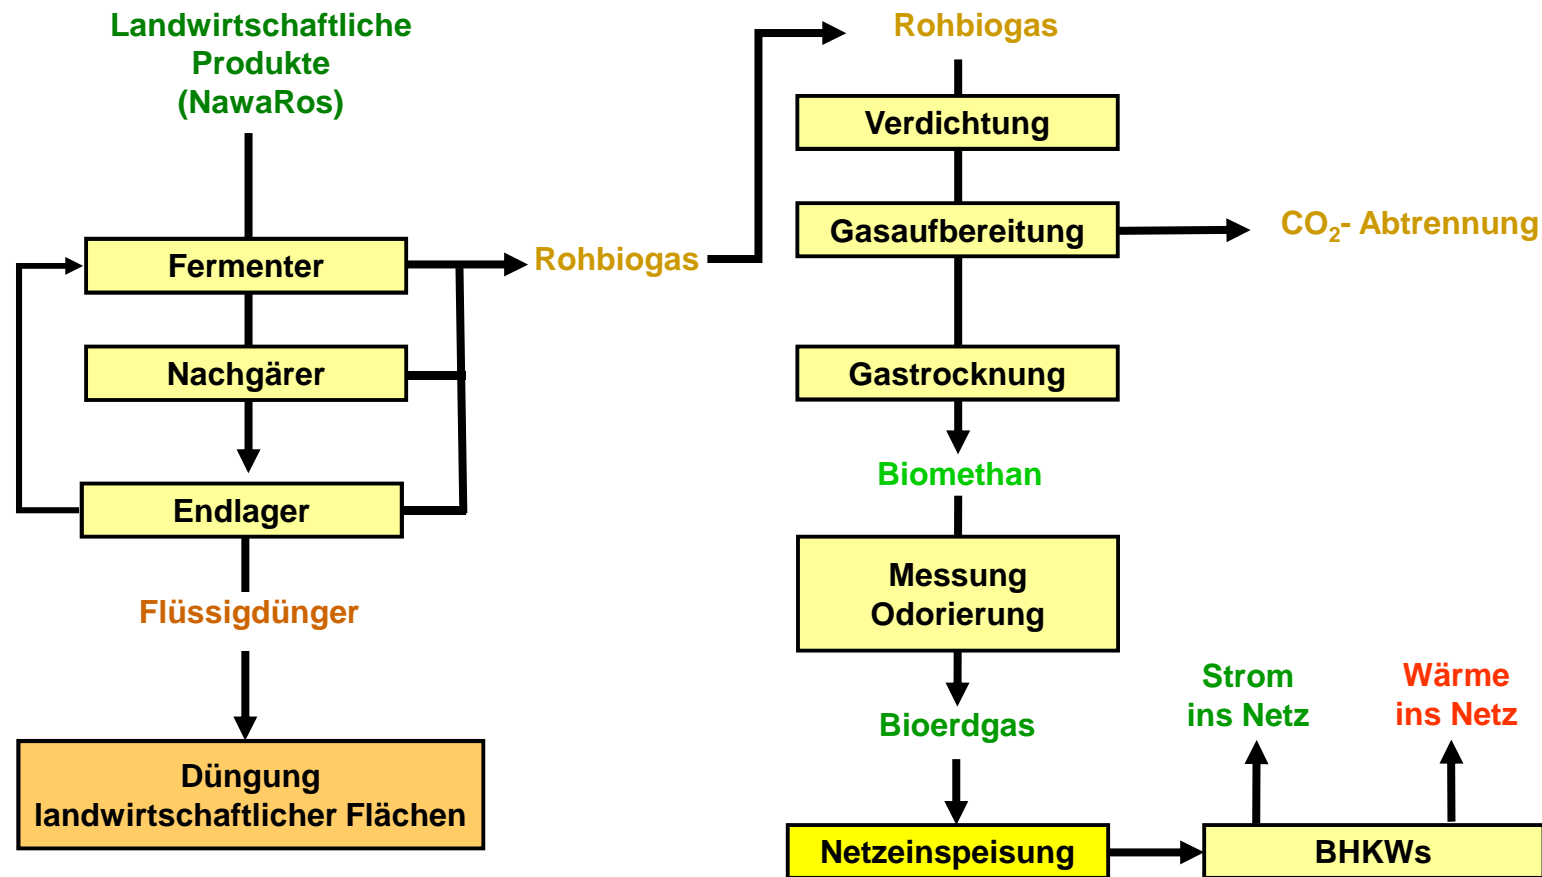 Landwirtschaftliche
Produkte
(NawaRos)
Fermenter
Nachgärer
Endlager
Flüssigdünger
Düngung
landwirtschaftlicher Flächen
Rohbiogas
Rohbiogas
Verdichtung
Gasaufbereitung
CO₂- Abtrennung
Gastrocknung
Biomethan
Messung
Odorierung
Bioerdgas
Netzeinspeisung
BHKWs
Strom
ins Netz
Wärme
ins Netz